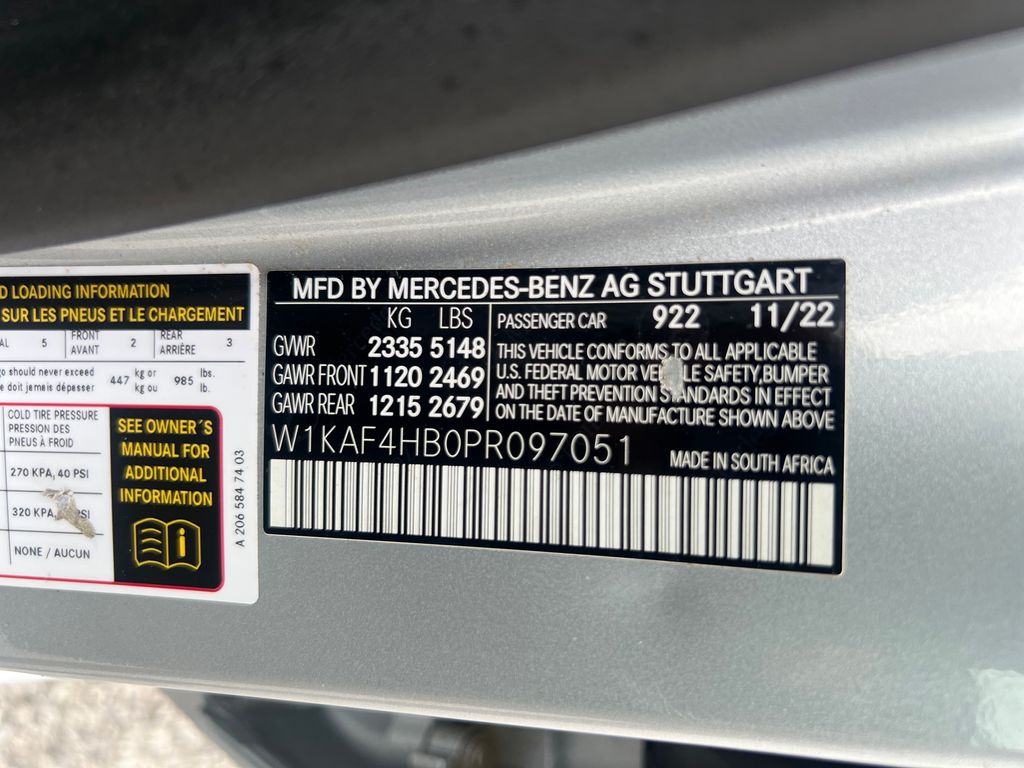 D LOADING INFORMATION
SUR LES PNEUS ET LE CHARGEMENT
AL 5 FRONT AVANT 2 REAR ARRIÈRE 3
go should never exceed
e doit jamais dépasser 447 kg or kg ou 985 lbs. lb.
COLD TIRE PRESSURE
PRESSION DES
PNEUS À FROID
270 KPA, 40 PSI
320 KPA,
NONE / AUCUN
SEE OWNER´S
MANUAL FOR
ADDITIONAL
INFORMATION
A 206 584 74 03
MFD BY MERCEDES-BENZ AG STUTTGART
KG LBS
GVWR 2335 5148
GAWR FRONT 1120 2469
GAWR REAR 1215 2679
PASSENGER CAR 922 11/22
THIS VEHICLE CONFORMS TO ALL APPLICABLE
U.S. FEDERAL MOTOR VEHICLE SAFETY, BUMPER
AND THEFT PREVENTION STANDARDS IN EFFECT
ON THE DATE OF MANUFACTURE SHOWN ABOVE
W1KAF4HB0PR097051
MADE IN SOUTH AFRICA